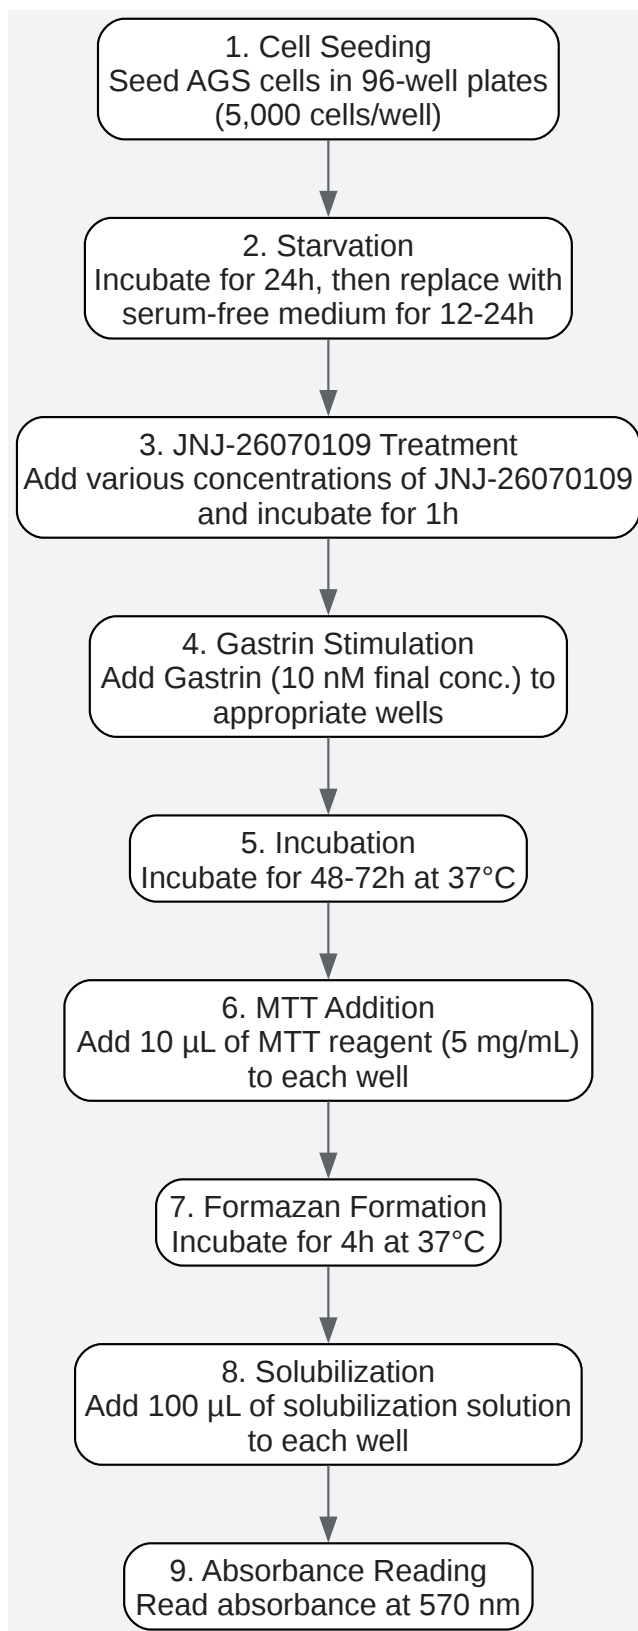 1. Cell Seeding
Seed AGS cells in 96-well plates
(5,000 cells/well)
2. Starvation
Incubate for 24h, then replace with
serum-free medium for 12-24h
3. JNJ-26070109 Treatment
Add various concentrations of JNJ-26070109
and incubate for 1h
4. Gastrin Stimulation
Add Gastrin (10 nM final conc.) to
appropriate wells
5. Incubation
Incubate for 48-72h at 37°C
6. MTT Addition
Add 10 µL of MTT reagent (5 mg/mL)
to each well
7. Formazan Formation
Incubate for 4h at 37°C
8. Solubilization
Add 100 µL of solubilization solution
to each well
9. Absorbance Reading
Read absorbance at 570 nm